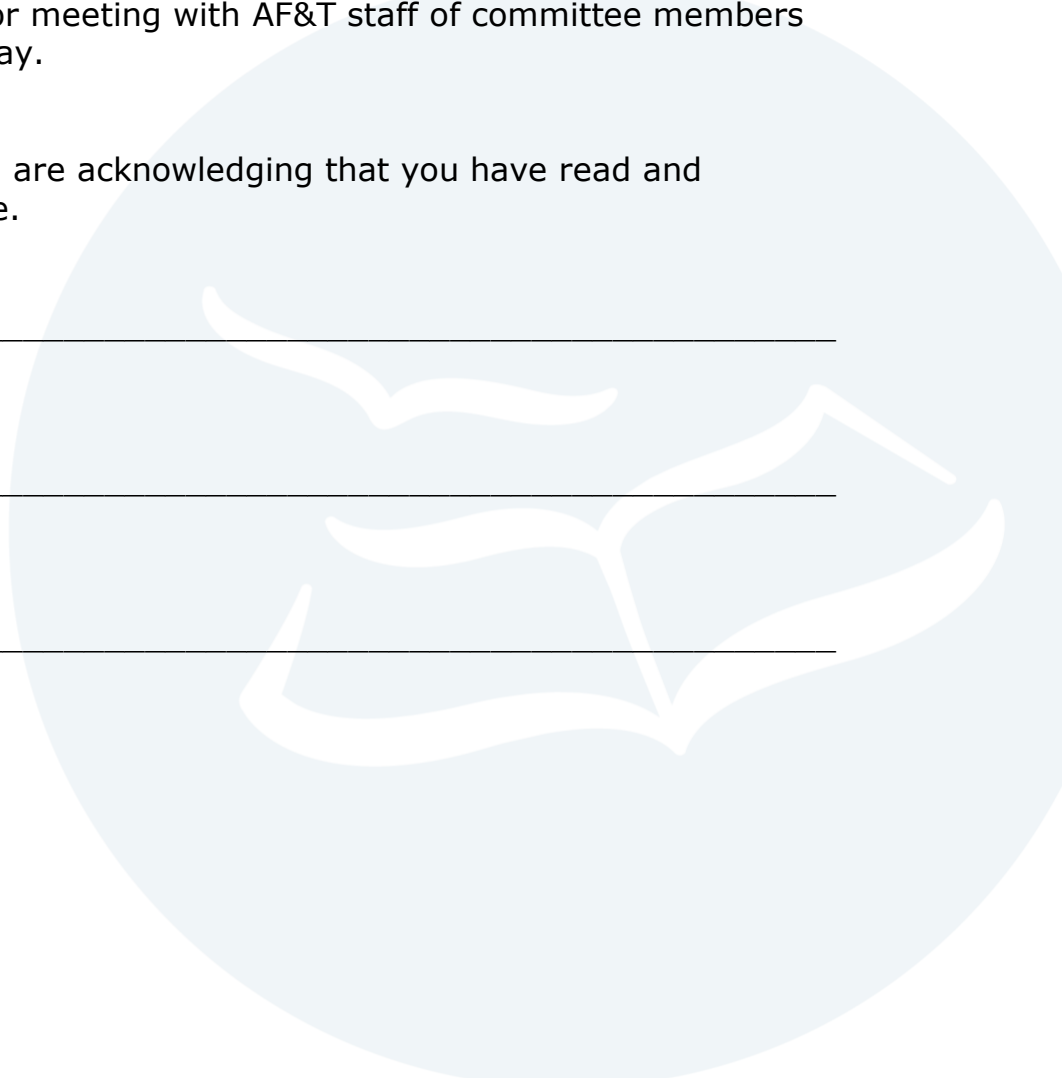 or meeting with AF&T staff of committee members
ay.
are acknowledging that you have read and
e.